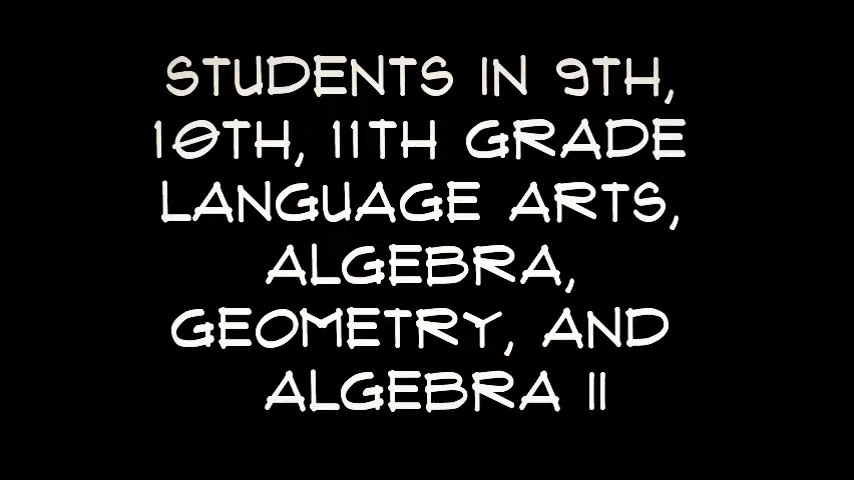 STUDENTS IN 9TH,
10TH, 11TH GRADE
LANGUAGE ARTS,
ALGEBRA,
GEOMETRY, AND
ALGEBRA II